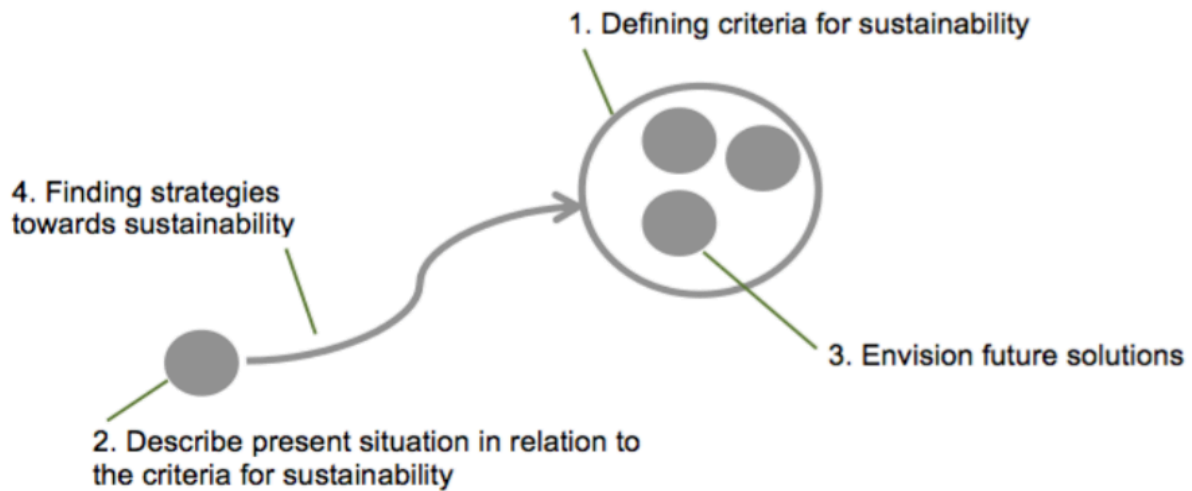 1. Defining criteria for sustainability
4. Finding strategies
towards sustainability
3. Envision future solutions
2. Describe present situation in relation to
the criteria for sustainability